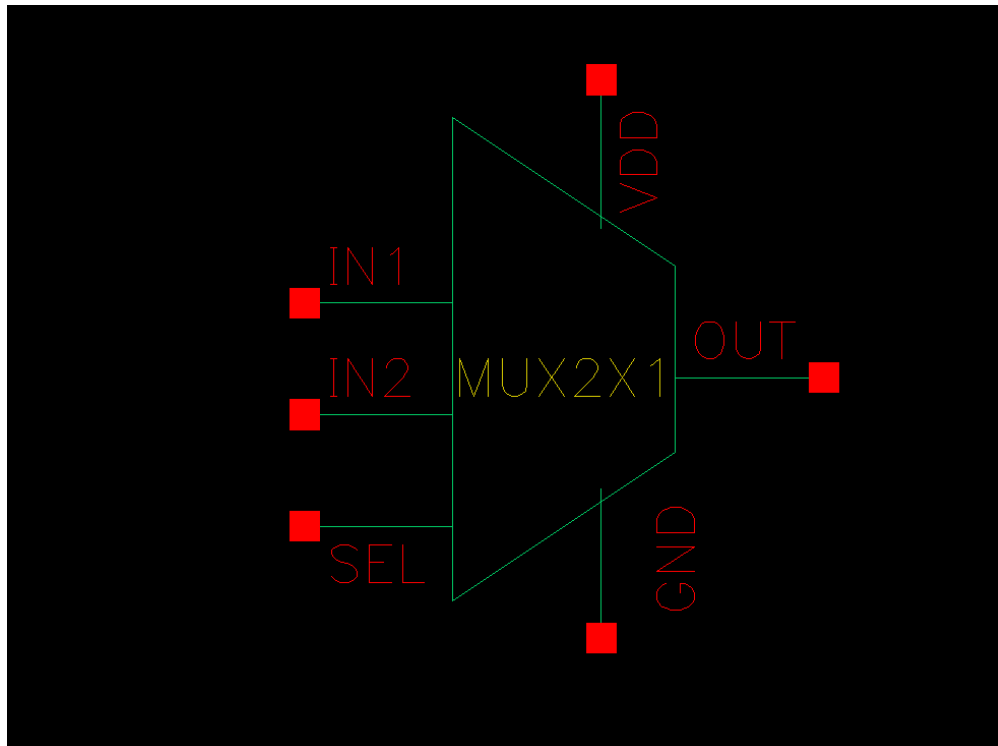 VDD
IN1
OUT
IN2
MUX2X1
SEL
GND